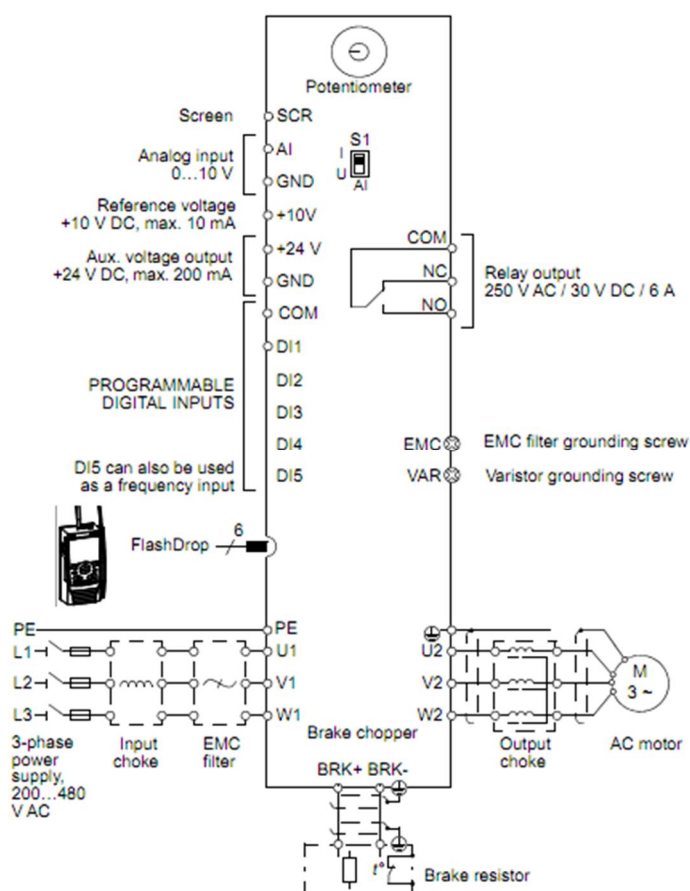 Potentiometer
Screen
SCR
S1
Analog input
0...10 V
AI
I
U
AI
GND
Reference voltage
+10 V DC, max. 10 mA
+10V
Aux. voltage output
+24 V DC, max. 200 mA
+24 V
GND
COM
NC
NO
Relay output
250 V AC / 30 V DC / 6 A
COM
DI1
PROGRAMMABLE
DIGITAL INPUTS
DI2
DI3
DI4
DI5
DI5 can also be used
as a frequency input
EMC
EMC filter grounding screw
VAR
Varistor grounding screw
FlashDrop
6
PE
PE
L1
U1
U2
L2
V1
V2
L3
W1
W2
M
3 ~
3-phase
power
supply,
200...480
V AC
Input
choke
EMC
filter
Brake chopper
Output
choke
AC motor
BRK+ BRK-
t°
Brake resistor